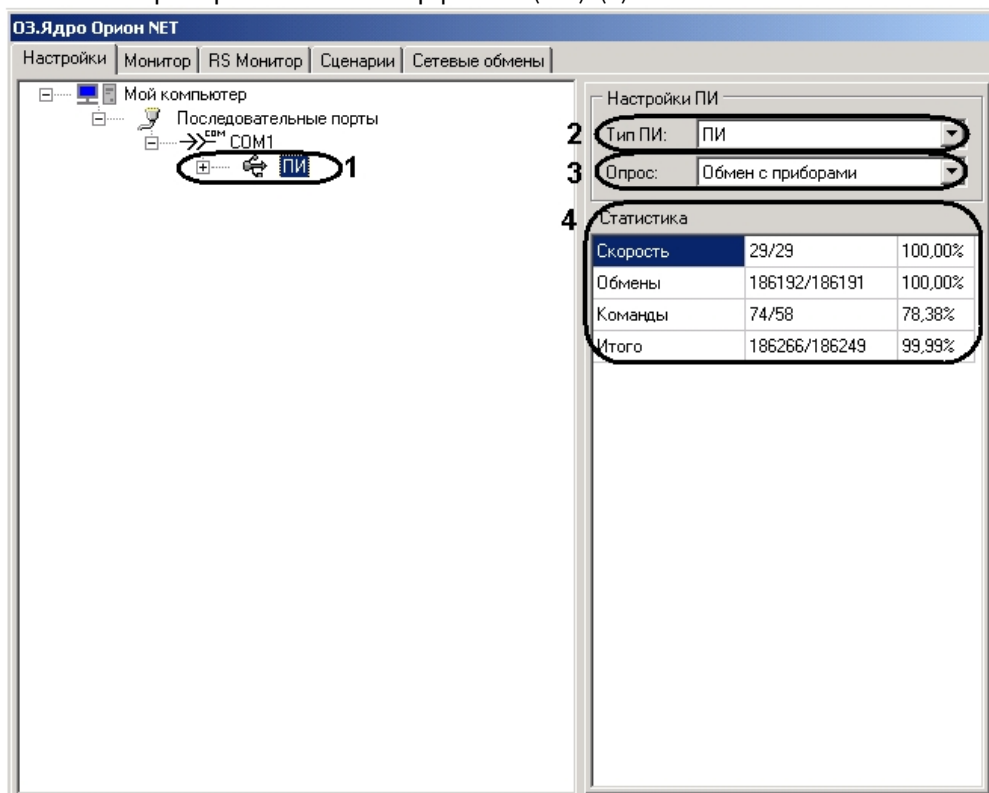 ОЗ.Ядро Орион NET
Настройки Монитор RS Монитор Сценарии Сетевые обмены
Мой компьютер
Последовательные порты
COM COM1
ПИ 1
Настройки ПИ
2 Тип ПИ: ПИ
3 Опрос: Обмен с приборами
4 Статистика
Скорость 29/29 100,00%
Обмены 186192/186191 100,00%
Команды 74/58 78,38%
Итого 186266/186249 99,99%